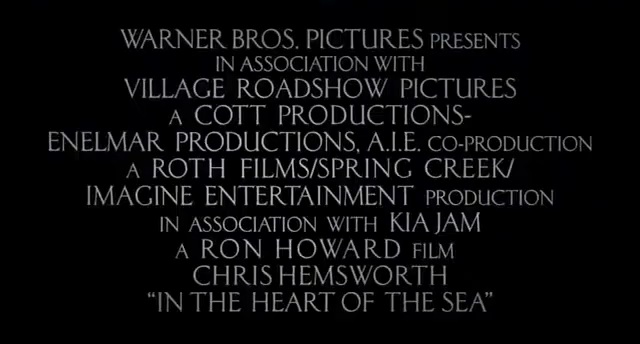 WARNER BROS. PICTURES PRESENTS
IN ASSOCIATION WITH
VILLAGE ROADSHOW PICTURES
A COTT PRODUCTIONS-
ENELMAR PRODUCTIONS, A.I.E. CO-PRODUCTION
A ROTH FILMS/SPRING CREEK/
IMAGINE ENTERTAINMENT PRODUCTION
IN ASSOCIATION WITH KIA JAM
A RON HOWARD FILM
CHRIS HEMSWORTH
“IN THE HEART OF THE SEA”